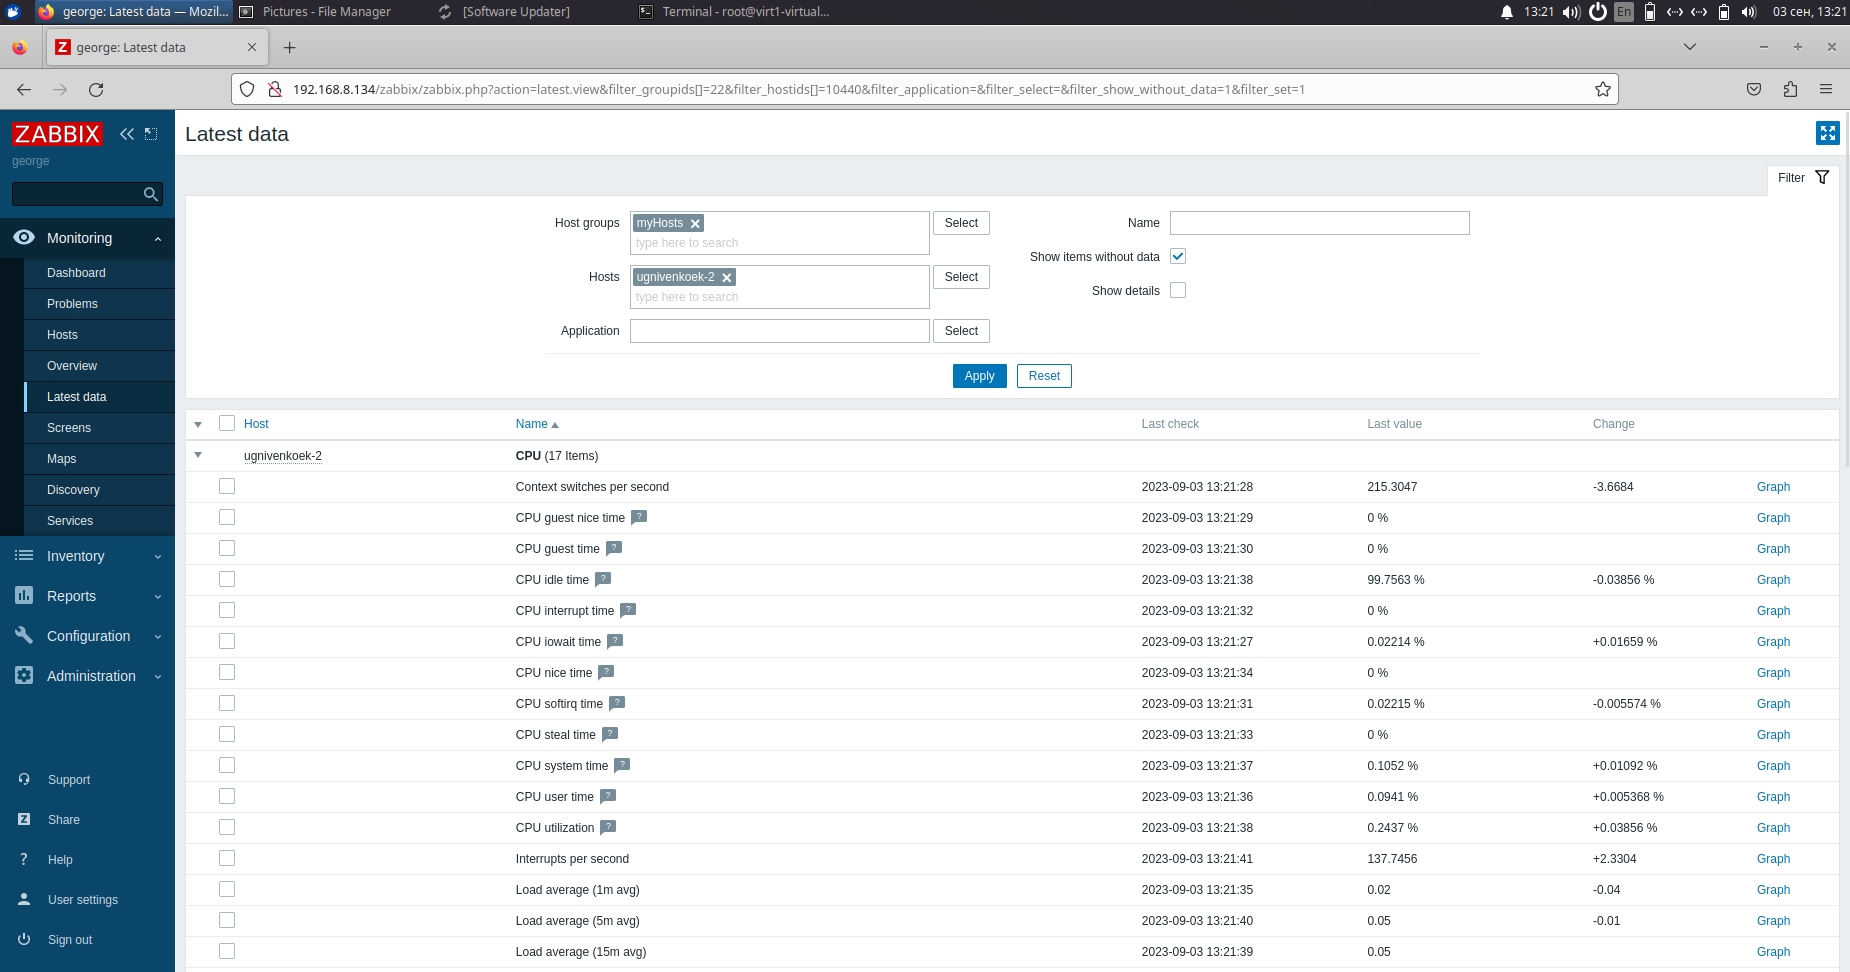 george: Latest data — Mozil... Pictures - File Manager [Software Updater] Terminal - root@virt1-virtual... 13:21 En 03 сен, 13:21
Z george: Latest data
192.168.8.134/zabbix/zabbix.php?action=latest.view&filter_groupids[]=22&filter_hostids[]=10440&filter_application=&filter_select=&filter_show_without_data=1&filter_set=1
ZABBIX
george
Monitoring
Dashboard
Problems
Hosts
Overview
Latest data
Screens
Maps
Discovery
Services
Inventory
Reports
Configuration
Administration
Support
Z Share
? Help
User settings
Sign out
Latest data
Filter
Host groups myHosts Select
type here to search
Hosts ugnivenkoek-2 Select
type here to search
Application Select
Name
Show items without data
Show details
Apply Reset
Host Name Last check Last value Change
ugnivenkoek-2 CPU (17 Items)
Context switches per second 2023-09-03 13:21:28 215.3047 -3.6684 Graph
CPU guest nice time ? 2023-09-03 13:21:29 0 % Graph
CPU guest time ? 2023-09-03 13:21:30 0 % Graph
CPU idle time ? 2023-09-03 13:21:38 99.7563 % -0.03856 % Graph
CPU interrupt time ? 2023-09-03 13:21:32 0 % Graph
CPU iowait time ? 2023-09-03 13:21:27 0.02214 % +0.01659 % Graph
CPU nice time ? 2023-09-03 13:21:34 0 % Graph
CPU softirq time ? 2023-09-03 13:21:31 0.02215 % -0.005574 % Graph
CPU steal time ? 2023-09-03 13:21:33 0 % Graph
CPU system time ? 2023-09-03 13:21:37 0.1052 % +0.01092 % Graph
CPU user time ? 2023-09-03 13:21:36 0.0941 % +0.005368 % Graph
CPU utilization ? 2023-09-03 13:21:38 0.2437 % +0.03856 % Graph
Interrupts per second 2023-09-03 13:21:41 137.7456 +2.3304 Graph
Load average (1m avg) 2023-09-03 13:21:35 0.02 -0.04 Graph
Load average (5m avg) 2023-09-03 13:21:40 0.05 -0.01 Graph
Load average (15m avg) 2023-09-03 13:21:39 0.05 Graph